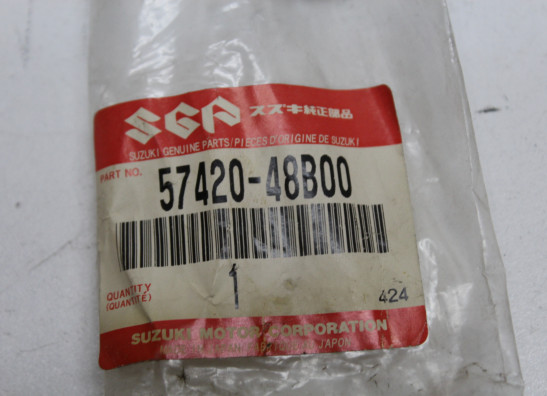 SGP スズキ純正部品
SUZUKI GENUINE PARTS/PIECES D'ORIGINE DE SUZUKI
PART NO. 57420-48B00
QUANTITY
(QUANTITÉ) 1
424
SUZUKI MOTOR CORPORATION
JAPAN